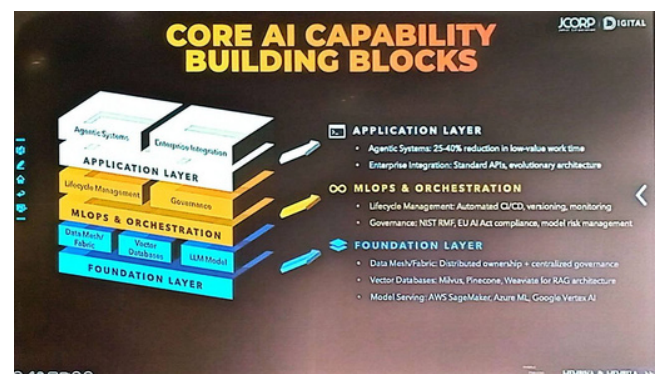 JCORP | DIGITAL
CORE AI CAPABILITY
BUILDING BLOCKS
Agentic Systems
Enterprise Integration
APPLICATION LAYER
Lifecycle Management
Governance
MLOPS & ORCHESTRATION
Data Mesh/
Fabric
Vector
Databases
LLM Model
FOUNDATION LAYER
APPLICATION LAYER
• Agentic Systems: 25-40% reduction in low-value work time
• Enterprise Integration: Standard APIs, evolutionary architecture
MLOPS & ORCHESTRATION
• Lifecycle Management: Automated CI/CD, versioning, monitoring
• Governance: NIST RMF, EU AI Act compliance, model risk management
FOUNDATION LAYER
• Data Mesh/Fabric: Distributed ownership + centralized governance
• Vector Databases: Milvus, Pinecone, Weaviate for RAG architecture
• Model Serving: AWS SageMaker, Azure ML, Google Vertex AI